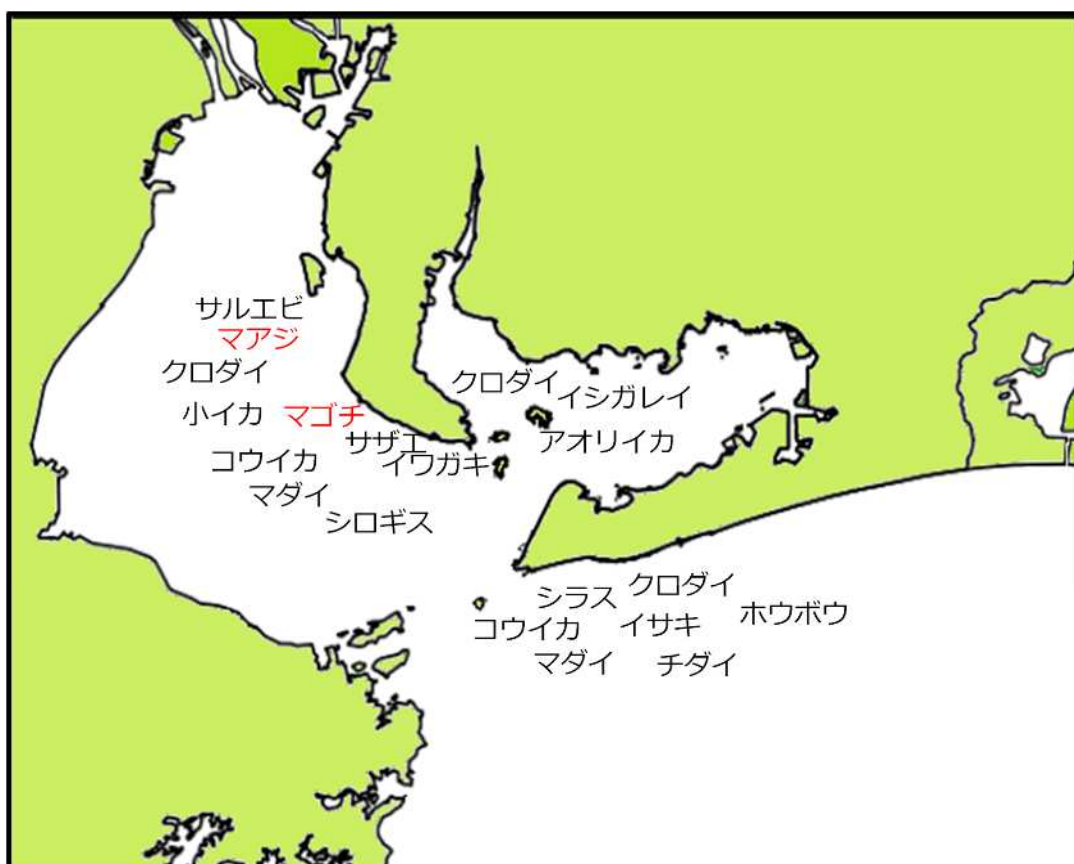 サルエビ
マアジ
クロダイ
小イカ
マゴチ
サザエ
コウイカ
イワガキ
マダイ
シロギス
クロダイ
イシガレイ
アオリイカ
シラス
クロダイ
コウイカ
イサキ
ホウボウ
マダイ
チダイ